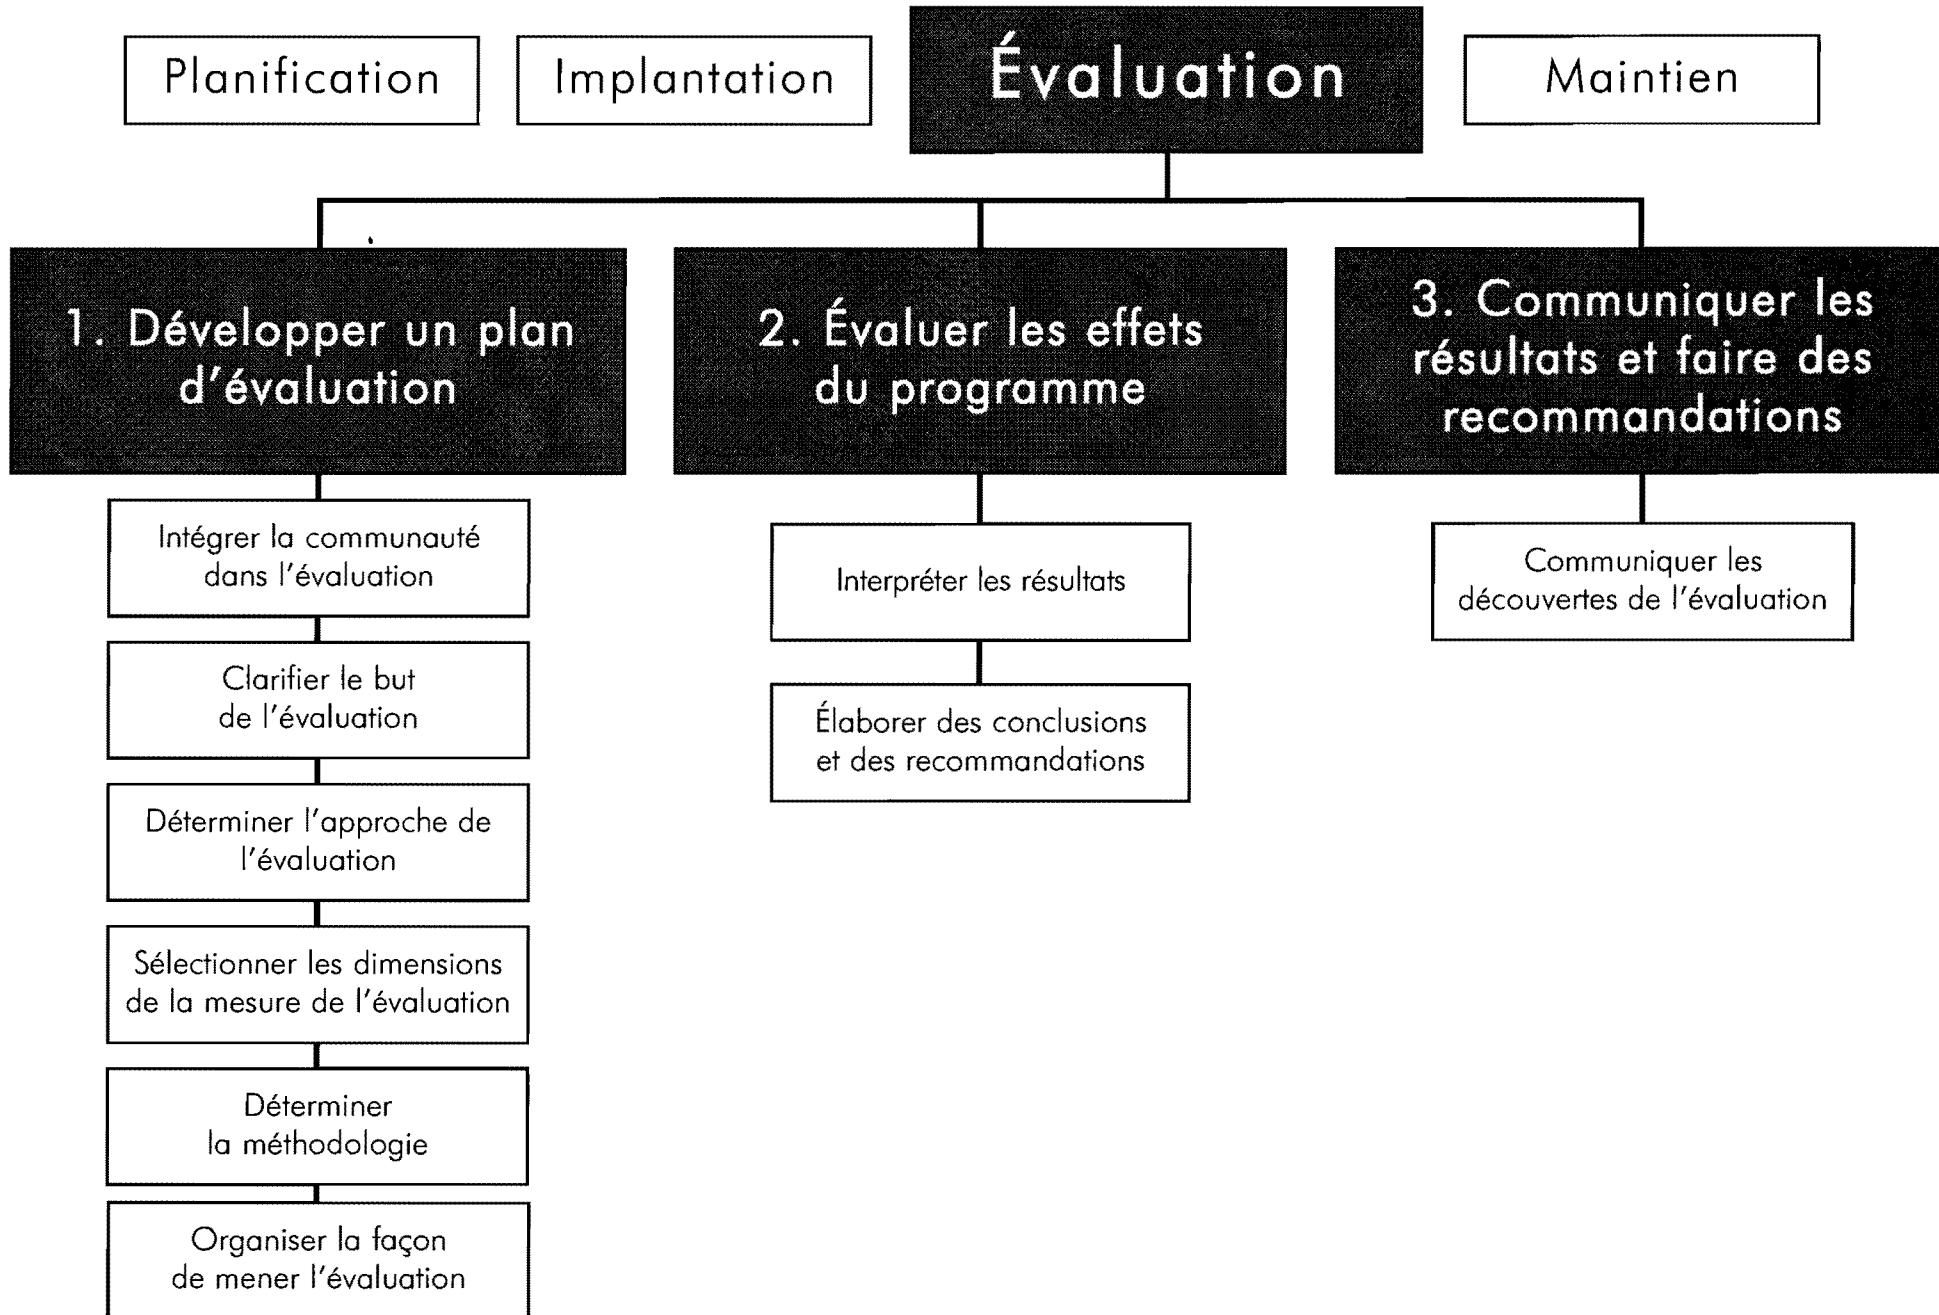 Planification
Implantation
Évaluation
Maintien
1. Développer un plan
d'évaluation
Intégrer la communauté
dans l'évaluation
Clarifier le but
de l'évaluation
Déterminer l'approche de
l'évaluation
Sélectionner les dimensions
de la mesure de l'évaluation
Déterminer
la méthodologie
Organiser la façon
de mener l'évaluation
2. Évaluer les effets
du programme
Interpréter les résultats
Élaborer des conclusions
et des recommandations
3. Communiquer les
résultats et faire des
recommandations
Communiquer les
découvertes de l'évaluation